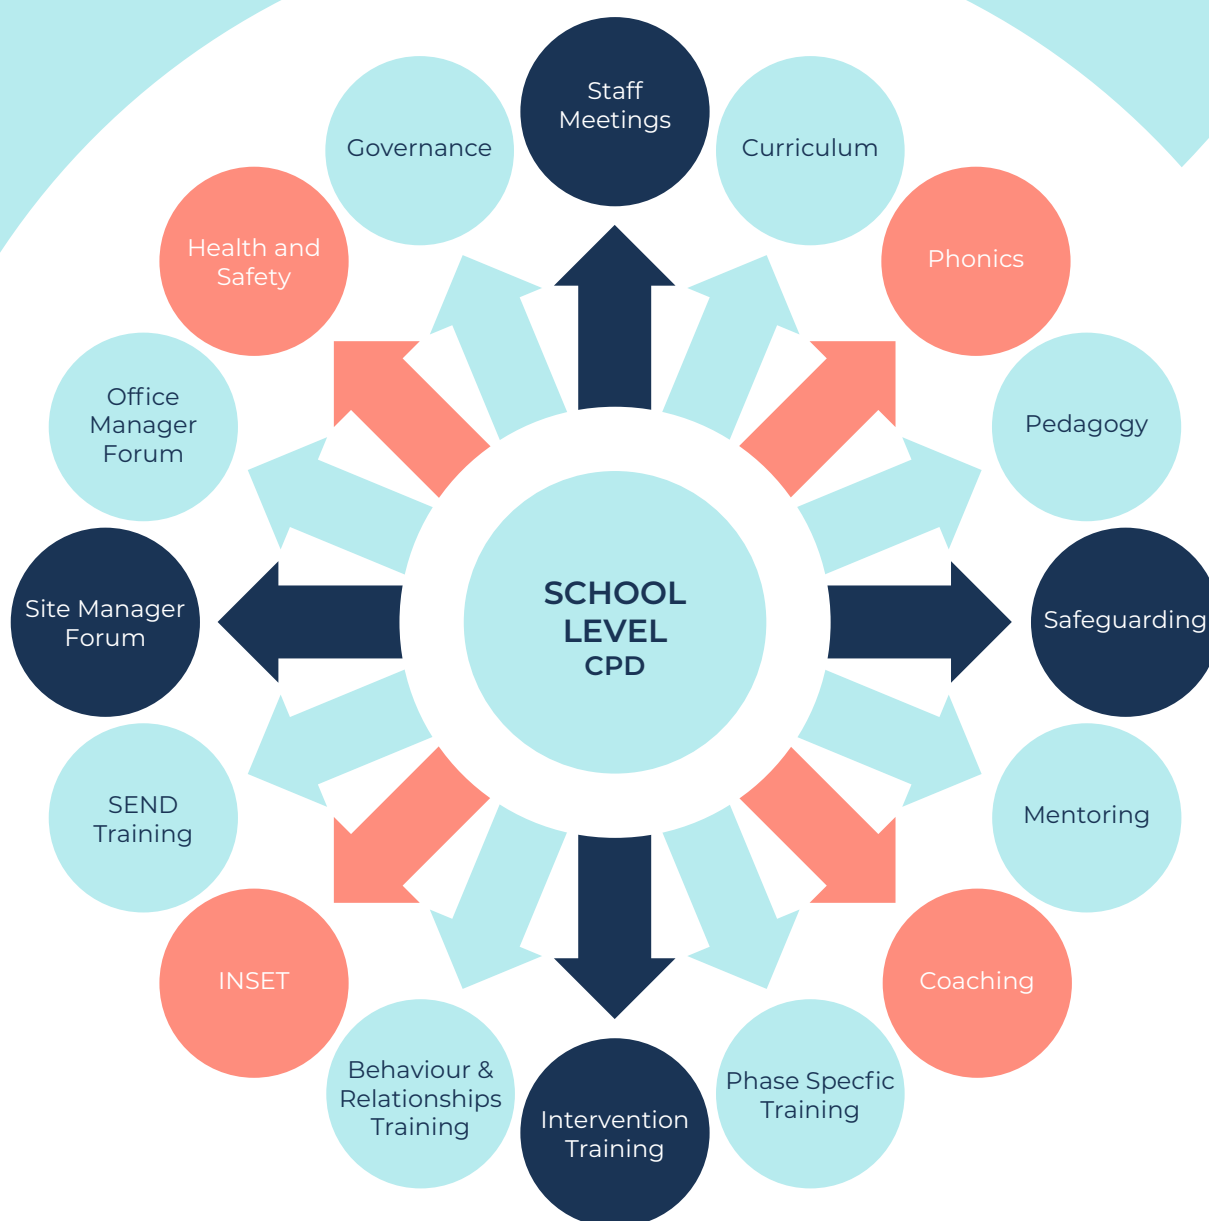 Staff
Meetings
Curriculum
Phonics
Pedagogy
Safeguarding
Mentoring
Coaching
Phase Specfic
Training
Intervention
Training
Behaviour &
Relationships
Training
INSET
SEND
Training
Site Manager
Forum
Office
Manager
Forum
Health and
Safety
Governance
SCHOOL
LEVEL
CPD